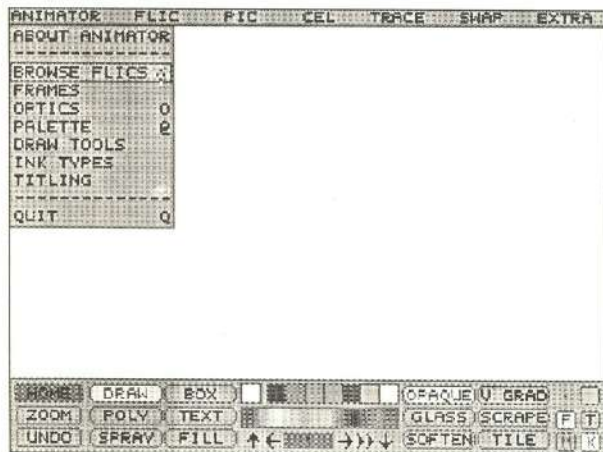 ANIMATOR FLIC PIC CEL TRACE SWAP EXTRA
ABOUT ANIMATOR
BROWSE FLICS
FRAMES
OPTICS O
PALETTE @
DRAW TOOLS
INK TYPES
TITLING
QUIT Q
HOME DRAW BOX OPAQUE V GRAD
ZOOM POLY TEXT GLASS SCRAPE F T
UNDO SPRAY FILL SOFTEN TILE K